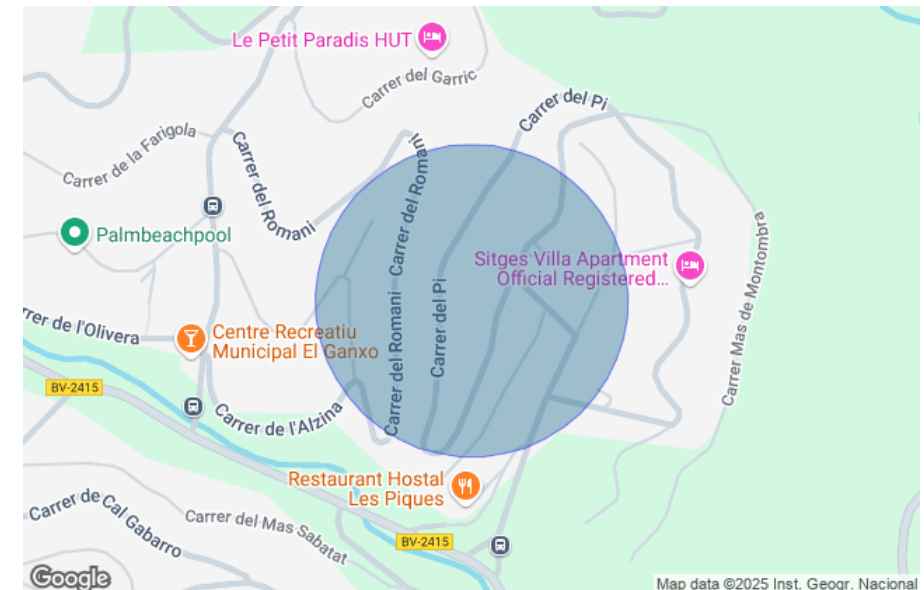 Le Petit Paradis HUT
Carrer del Garric
Carrer del Pi
Carrer de la Farigola
Carrer del Romani
Carrer del Romani
Palmbeachpool
Sitges Villa Apartment
Official Registered...
Carrer Mas de Montombra
rrer de l'Olivera
Centre Recreatiu
Municipal El Ganxo
Carrer del Romani
Carrer del Pi
BV-2415
Carrer de l'Alzina
Restaurant Hostal
Les Piques
Carrer de Cal Gabarro
Carrer del Mas Sabatat
BV-2415
Google
Map data ©2025 Inst. Geogr. Nacional